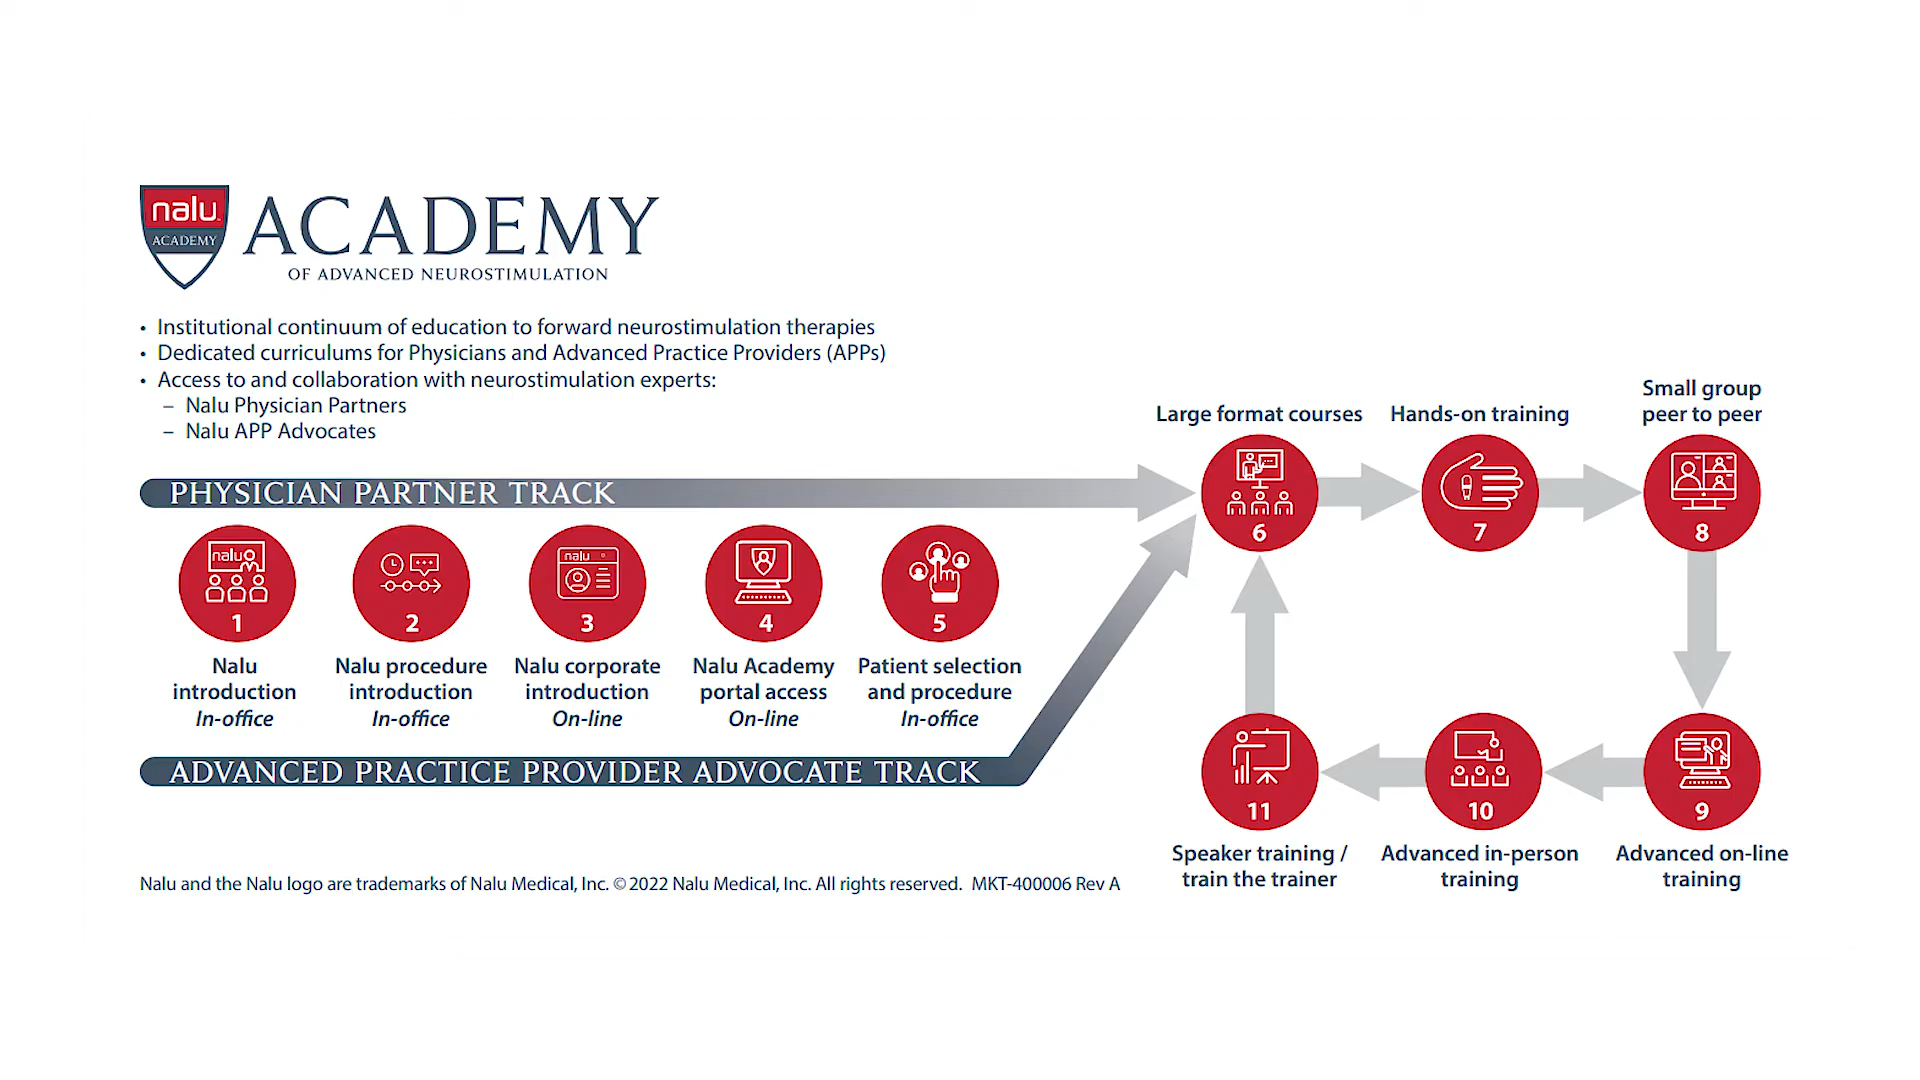 nalu
ACADEMY
ACADEMY
OF ADVANCED NEUROSTIMULATION
• Institutional continuum of education to forward neurostimulation therapies
• Dedicated curriculums for Physicians and Advanced Practice Providers (APPs)
• Access to and collaboration with neurostimulation experts:
– Nalu Physician Partners
– Nalu APP Advocates
PHYSICIAN PARTNER TRACK
nalu
1
Nalu
introduction
In-office
2
Nalu procedure
introduction
In-office
nalu
3
Nalu corporate
introduction
On-line
4
Nalu Academy
portal access
On-line
5
Patient selection
and procedure
In-office
ADVANCED PRACTICE PROVIDER ADVOCATE TRACK
Large format courses
6
Hands-on training
7
Small group
peer to peer
8
9
Advanced on-line
training
10
Advanced in-person
training
11
Speaker training /
train the trainer
Nalu and the Nalu logo are trademarks of Nalu Medical, Inc. © 2022 Nalu Medical, Inc. All rights reserved. MKT-400006 Rev A